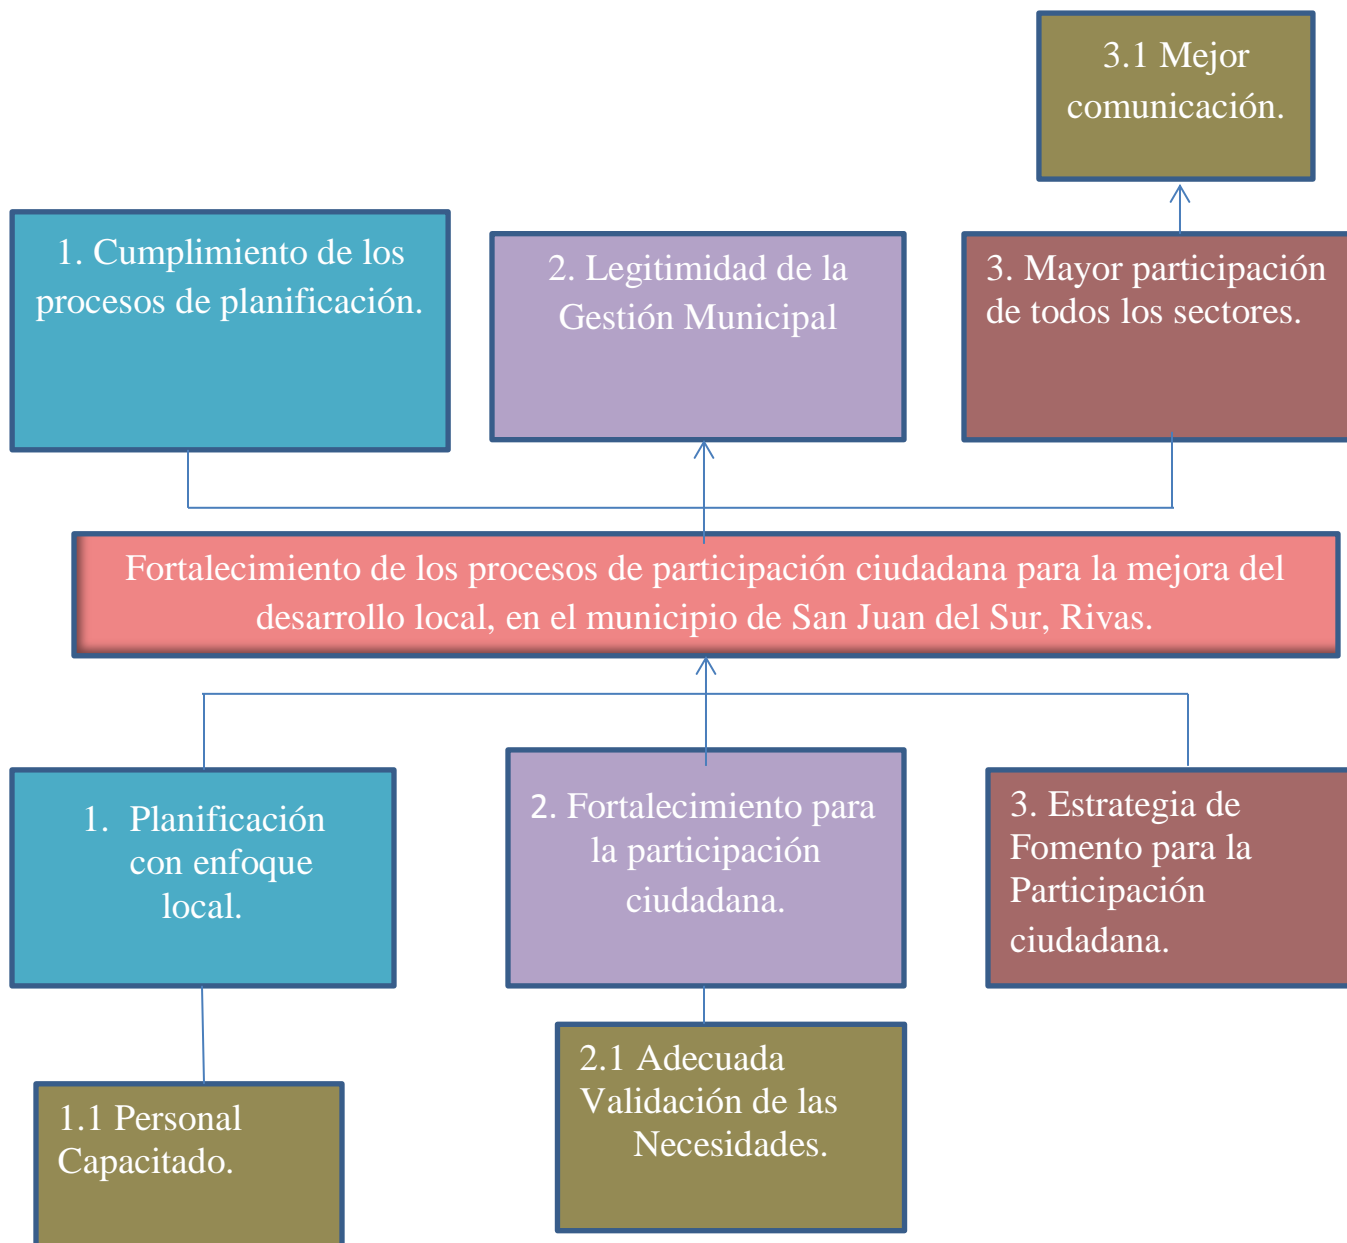 3.1 Mejor
comunicación.
1. Cumplimiento de los
procesos de planificación.
2. Legitimidad de la
Gestión Municipal
3. Mayor participación
de todos los sectores.
Fortalecimiento de los procesos de participación ciudadana para la mejora del
desarrollo local, en el municipio de San Juan del Sur, Rivas.
1. Planificación
con enfoque
local.
2. Fortalecimiento para
la participación
ciudadana.
3. Estrategia de
Fomento para la
Participación
ciudadana.
1.1 Personal
Capacitado.
2.1 Adecuada
Validación de las
Necesidades.